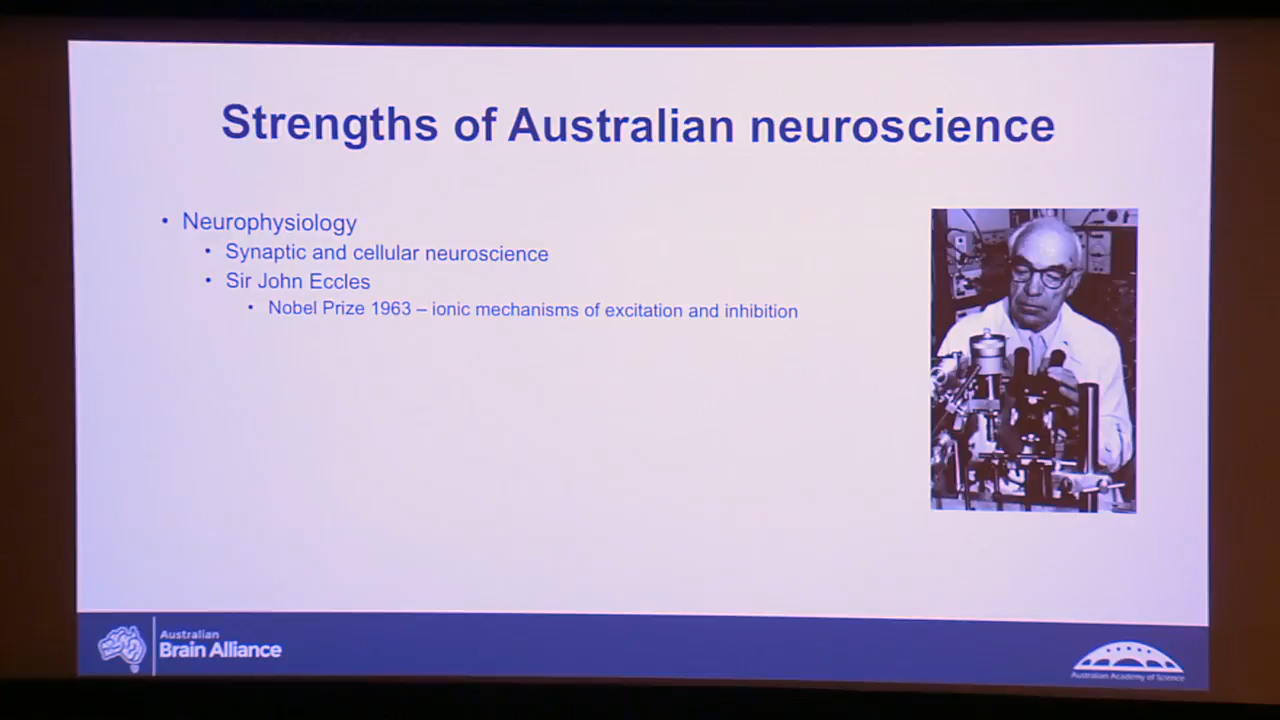 Strengths of Australian neuroscience
• Neurophysiology
• Synaptic and cellular neuroscience
• Sir John Eccles
• Nobel Prize 1963 – ionic mechanisms of excitation and inhibition
Australian
Brain Alliance
Australian Academy of Science